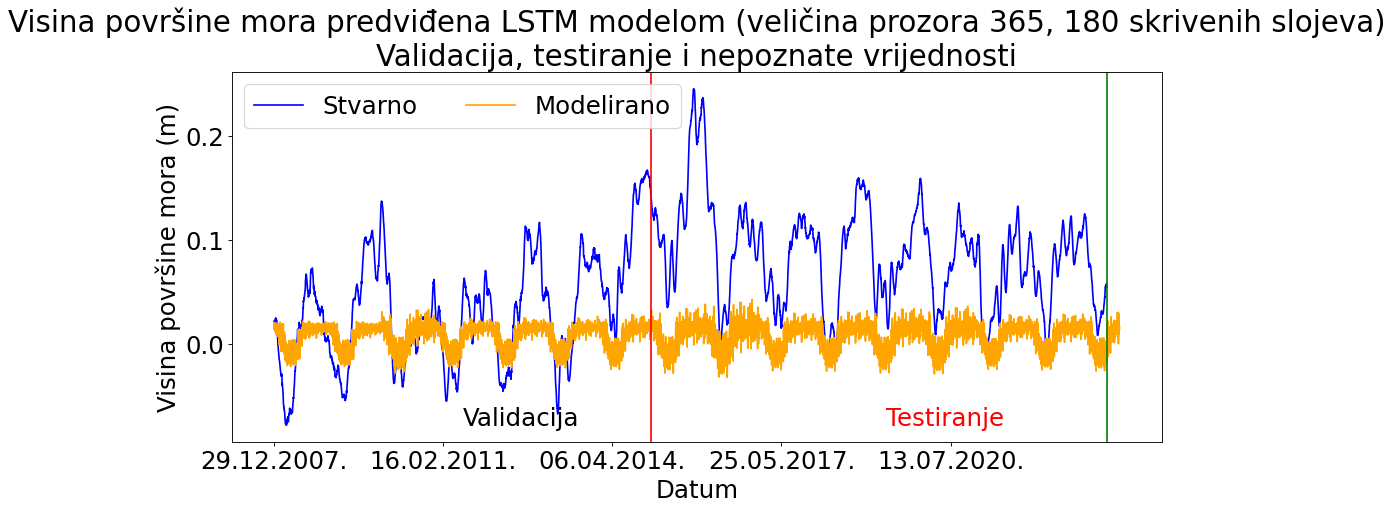 Visina površine mora predviđena LSTM modelom (veličina prozora 365, 180 skrivenih slojeva)
Validacija, testiranje i nepoznate vrijednosti
Stvarno Modelirano
Visina površine mora (m)
0.2
0.1
0.0
Validacija Testiranje
29.12.2007. 16.02.2011. 06.04.2014. 25.05.2017. 13.07.2020.
Datum